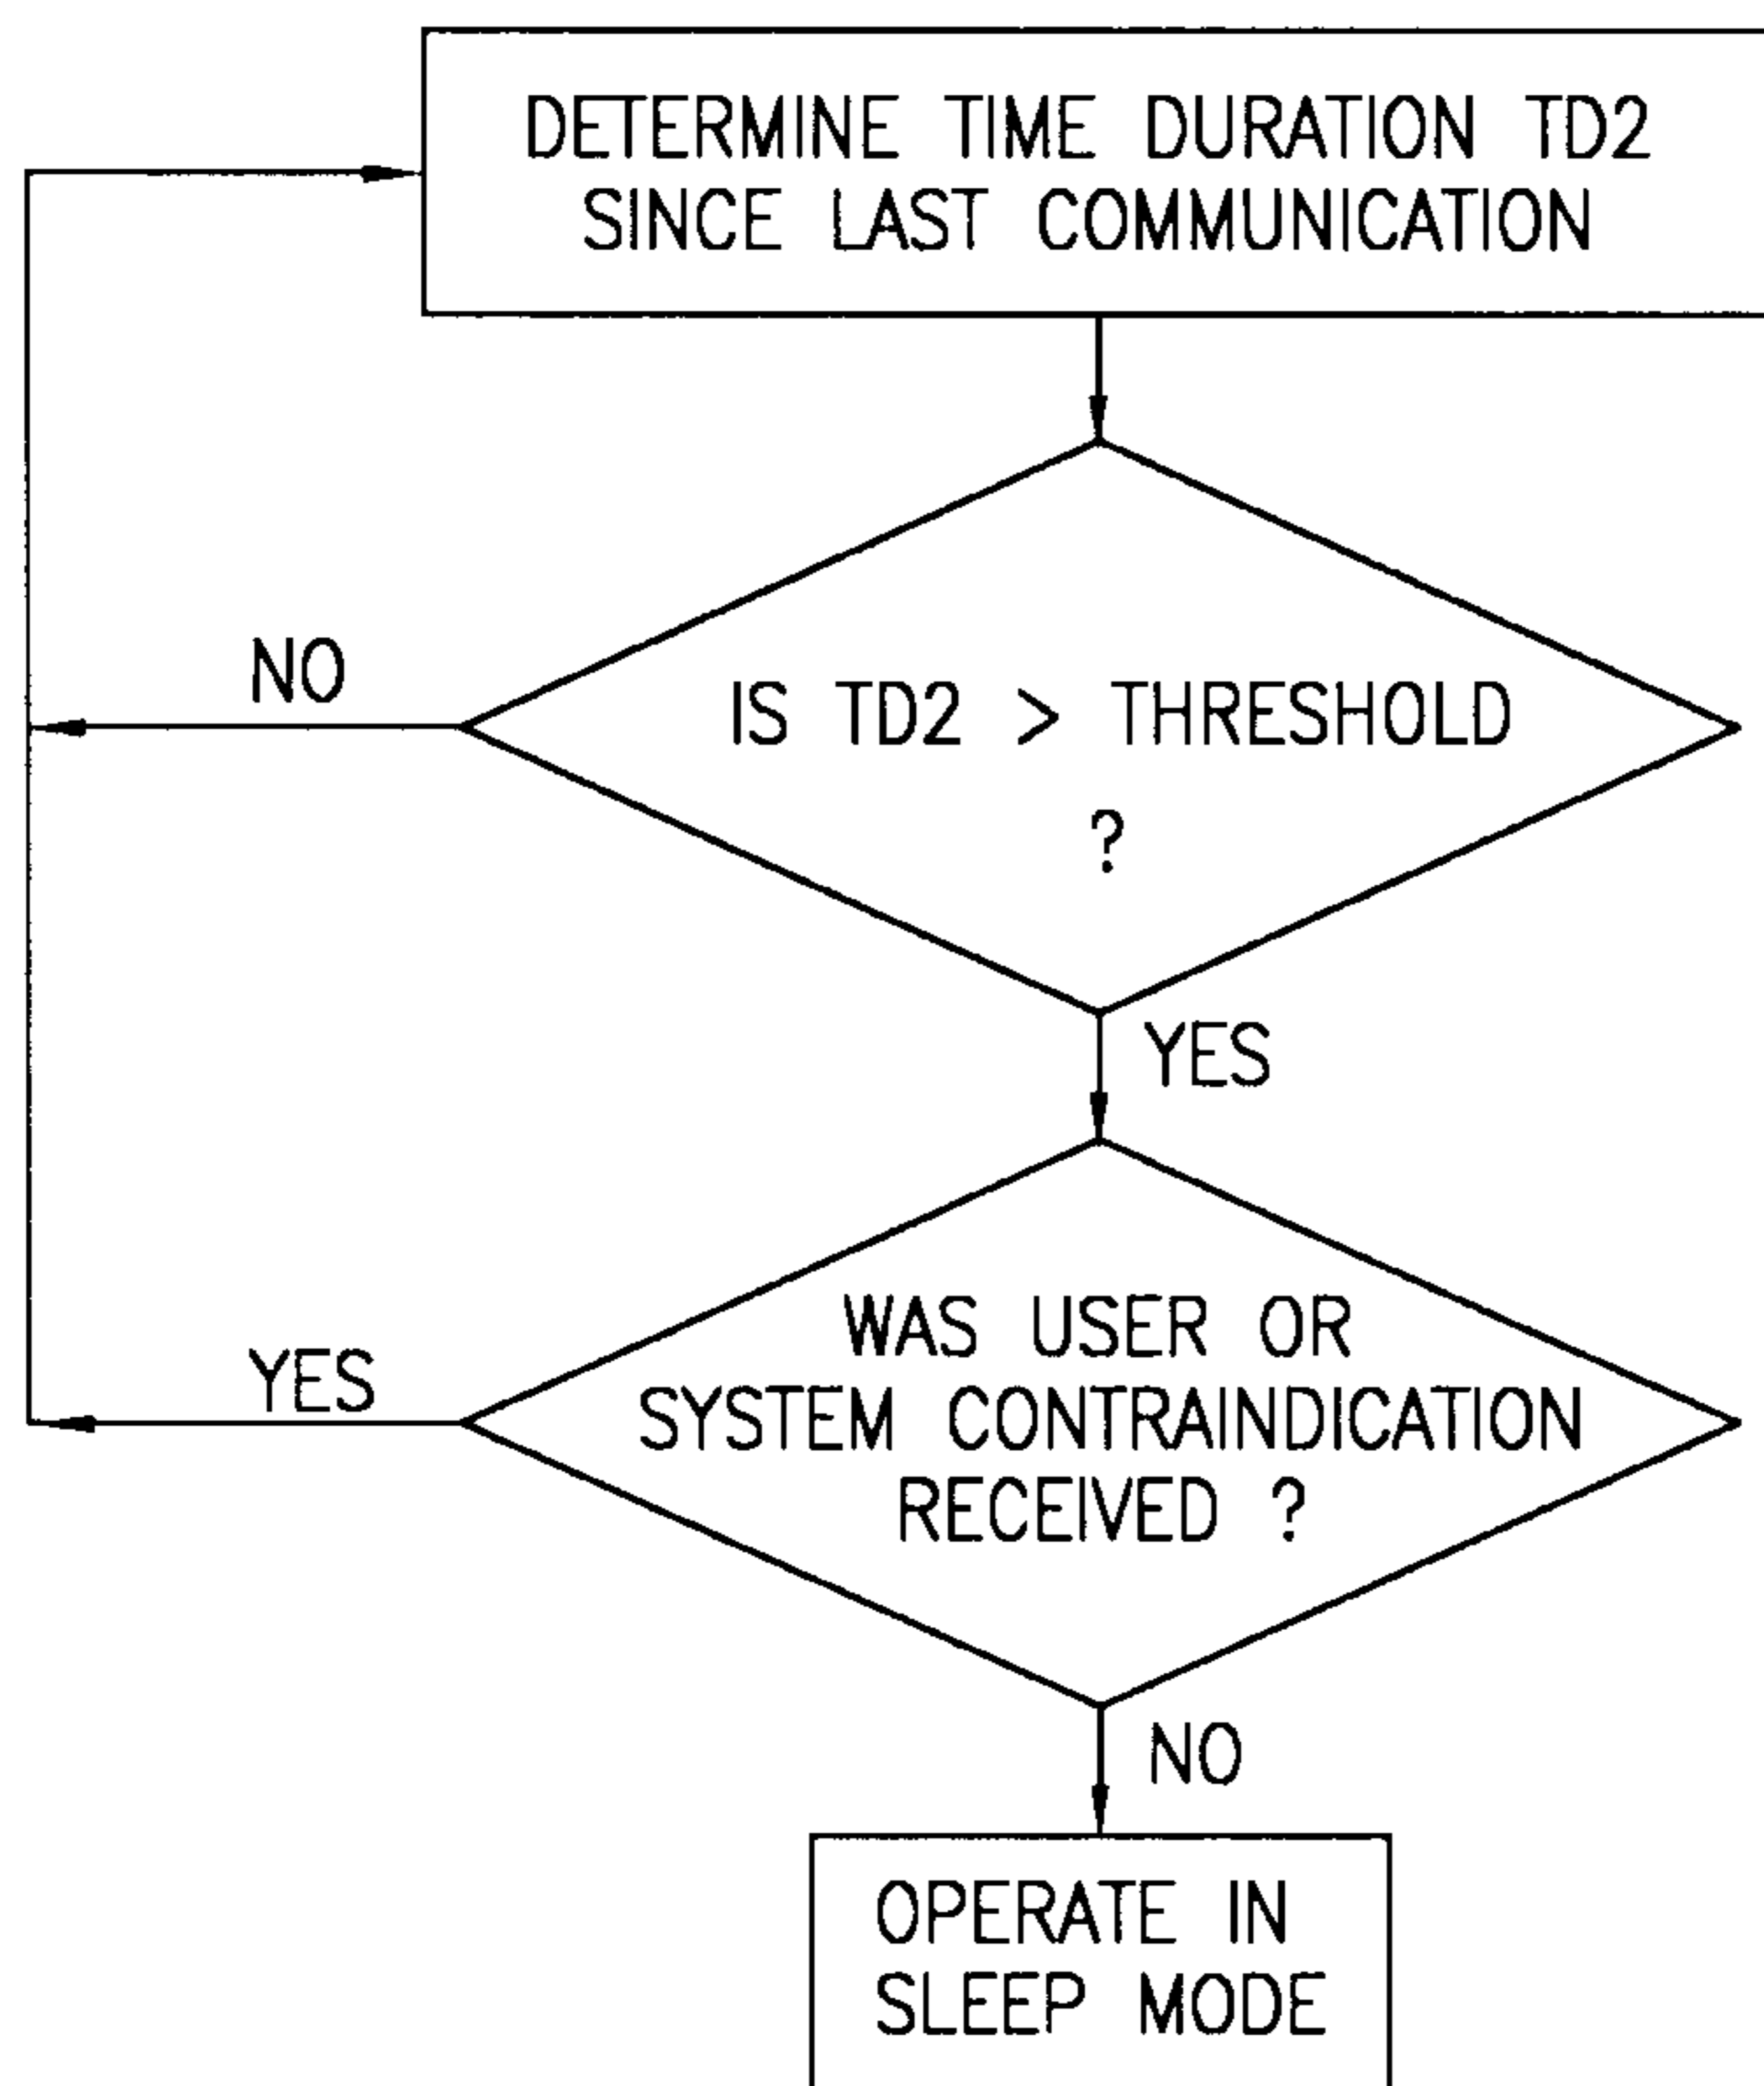 DETERMINE TIME DURATION TD2
SINCE LAST COMMUNICATION
NO
IS TD2 > THRESHOLD
?
YES
WAS USER OR
YES
SYSTEM CONTRAINDICATION
RECEIVED ?
NO
OPERATE IN
SLEEP MODE